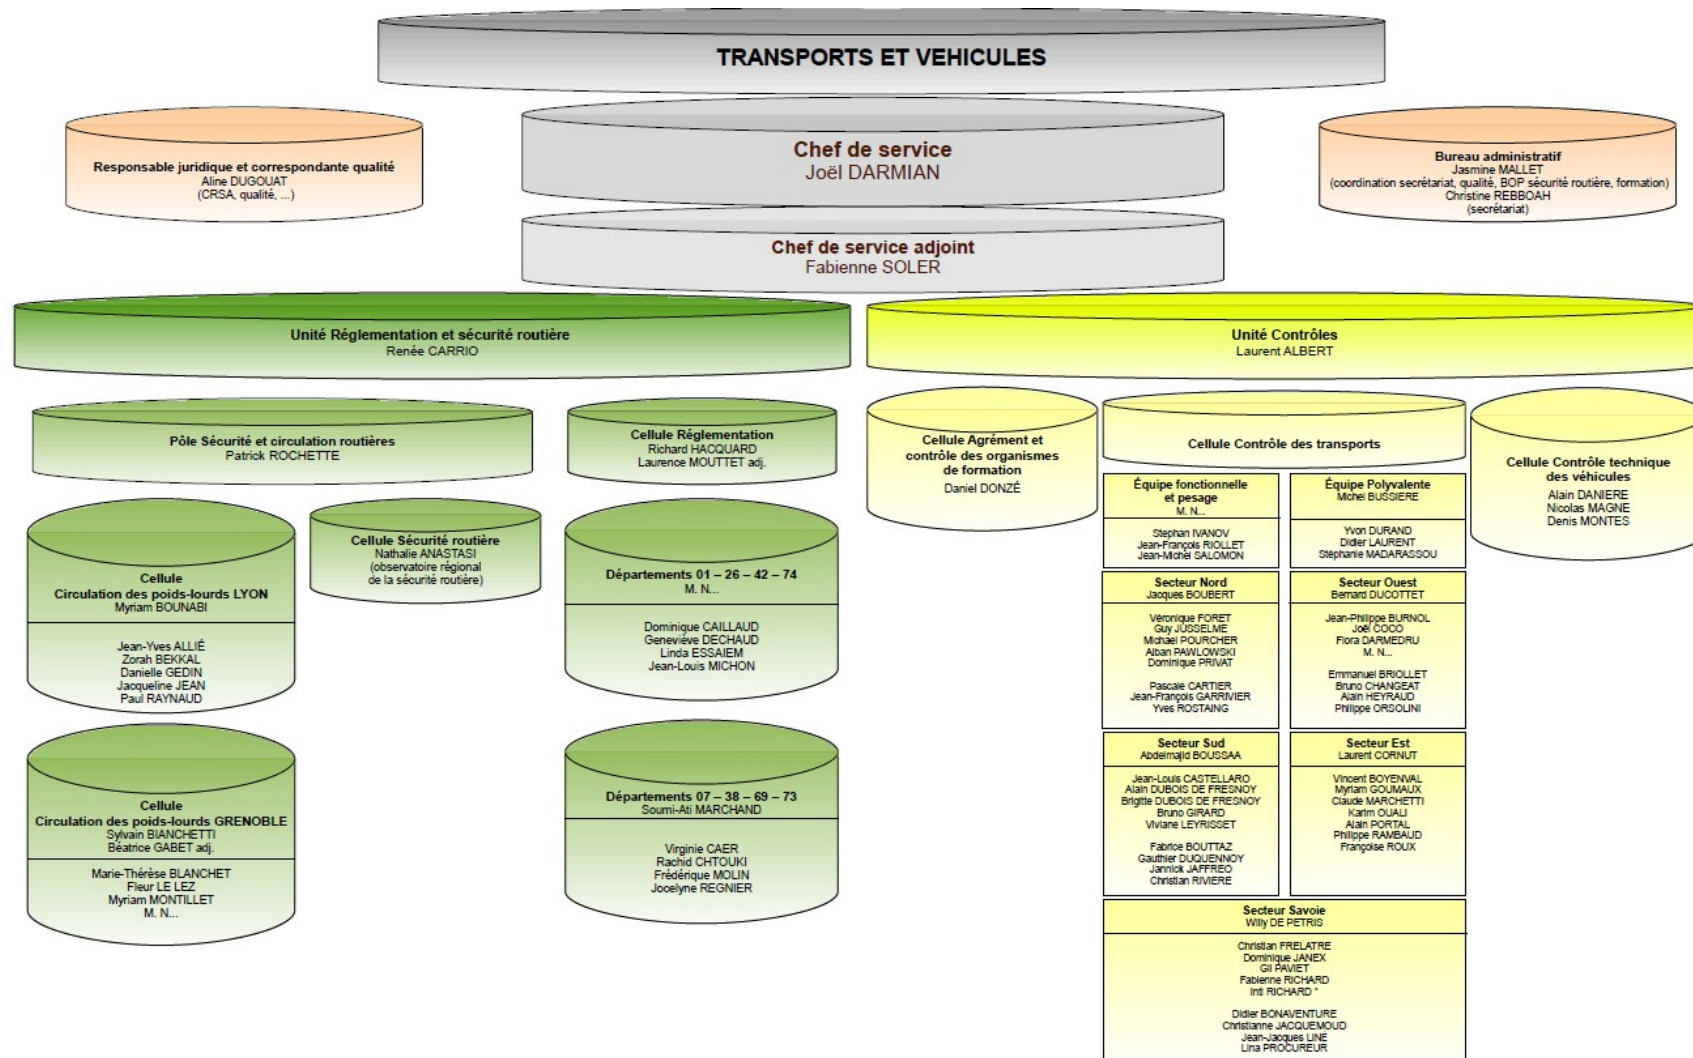 TRANSPORTS ET VEHICULES
Responsable juridique et correspondante qualité
Aline DUGOUAT
(CRSA, qualité, ...)
Chef de service
Joël DARMIAN
Bureau administratif
Jasmine MALLET
(coordination secrétariat, qualité, BOP sécurité routière, formation)
Christine REBBOAH
(secrétariat)
Chef de service adjoint
Fabienne SOLER
Unité Réglementation et sécurité routière
Renée CARRIO
Unité Contrôles
Laurent ALBERT
Pôle Sécurité et circulation routières
Patrick ROCHETTE
Cellule Réglementation
Richard HACQUARD
Laurence MOUTTET adj.
Cellule
Circulation des poids-lourds LYON
Myriam BOUNABI
Jean-Yves ALLIÉ
Zorah BEKKAL
Danielle GEDIN
Jacqueline JEAN
Paul RAYNAUD
Cellule Sécurité routière
Nathalie ANASTASI
(observatoire régional
de la sécurité routière)
Départements 01 – 26 – 42 – 74
M. N...
Dominique CAILLAUD
Geneviève DECHAUD
Linda ESSAIEM
Jean-Louis MICHON
Cellule
Circulation des poids-lourds GRENOBLE
Sylvain BIANCHETTI
Béatrice GABET adj.
Marie-Thérèse BLANCHET
Fleur LE LEZ
Myriam MONTILLET
M. N...
Départements 07 – 38 – 69 – 73
Soumi-Ati MARCHAND
Virginie CAER
Rachid CHTOUKI
Frédérique MOLIN
Jocelyne REGNIER
Cellule Agrément et
contrôle des organismes
de formation
Daniel DONZÉ
Cellule Contrôle des transports
Cellule Contrôle technique
des véhicules
Alain DANIERE
Nicolas MAGNE
Denis MONTES
Équipe fonctionnelle
et pesage
M. N...
Stephan IVANOV
Jean-François RIOLLET
Jean-Michel SALOMON
Équipe Polyvalente
Michel BUSSIERE
Yvon DURAND
Didier LAURENT
Stéphanie MADARASSOU
Secteur Nord
Jacques BOUBERT
Véronique FORET
Guy JUSSELME
Michael POURCHER
Alban PAWLOWSKI
Dominique PRIVAT
Pascale CARTIER
Jean-François GARRIVIER
Yves ROSTAING
Secteur Ouest
Bernard DUCOTTET
Jean-Philippe BURNOL
Joël COCO
Flora DARMEDRU
M. N...
Emmanuel BRIOLLET
Bruno CHANGEAT
Alain HEYRAUD
Philippe ORSOLINI
Secteur Sud
Abdelmajid BOUSSAA
Jean-Louis CASTELLARO
Alain DUBOIS DE FRESNOY
Brigitte DUBOIS DE FRESNOY
Bruno GIRARD
Viviane LEYRISSET
Fabrice BOUTTAZ
Gauthier DUQUENNOY
Jannick JAFFREO
Christian RIVIERE
Secteur Est
Laurent CORNUT
Vincent BOYENVAL
Myriam GOUMAUX
Claude MARCHETTI
Karim OUALI
Alain PORTAL
Philippe RAMBAUD
Françoise ROUX
Secteur Savoie
Willy DE PETRIS
Christian FRELATRE
Dominique JANEX
Gil PAVIET
Fabienne RICHARD
Inti RICHARD *
Didier BONAVENTURE
Christianne JACQUEMOUD
Jean-Jacques LINE
Lina PROCUREUR